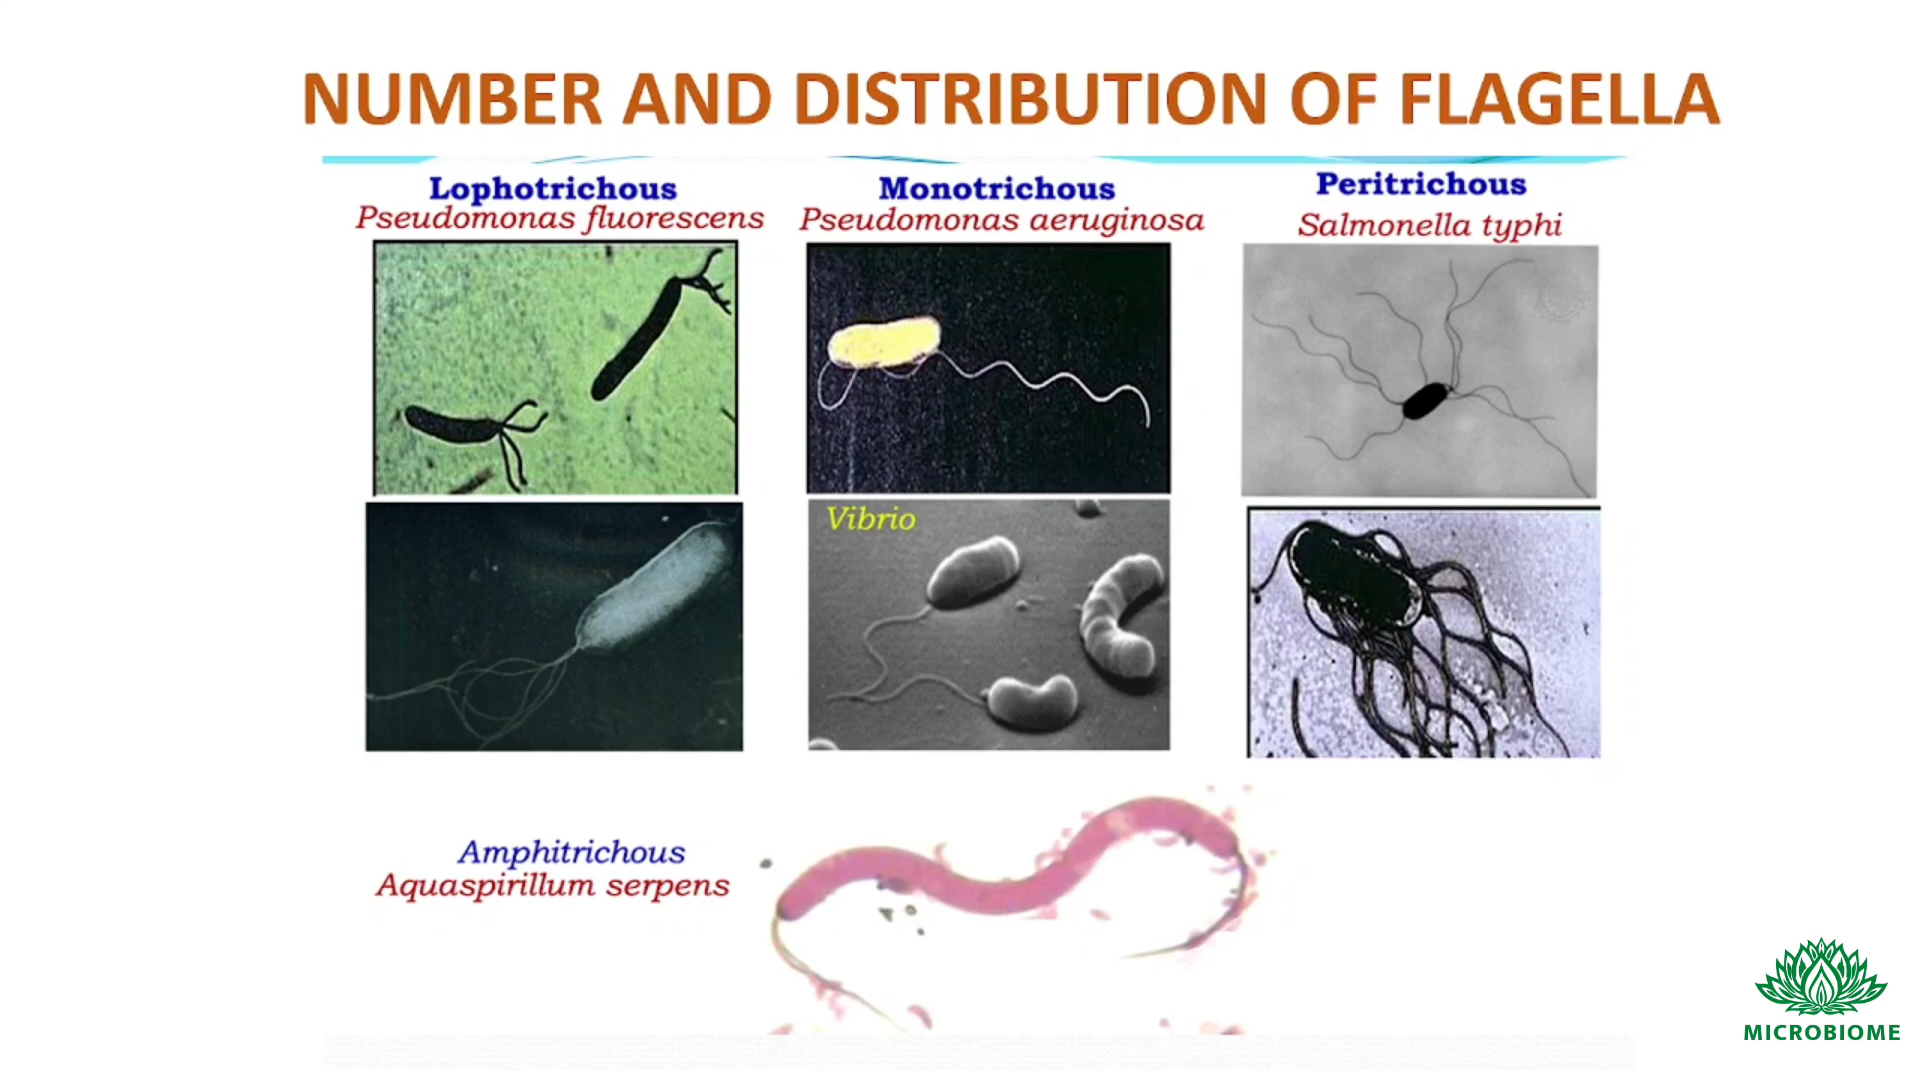 NUMBER AND DISTRIBUTION OF FLAGELLA
Lophotrichous
Pseudomonas fluorescens
Monotrichous
Pseudomonas aeruginosa
Peritrichous
Salmonella typhi
Vibrio
Amphitrichous
Aquaspirillum serpens
MICROBIOME